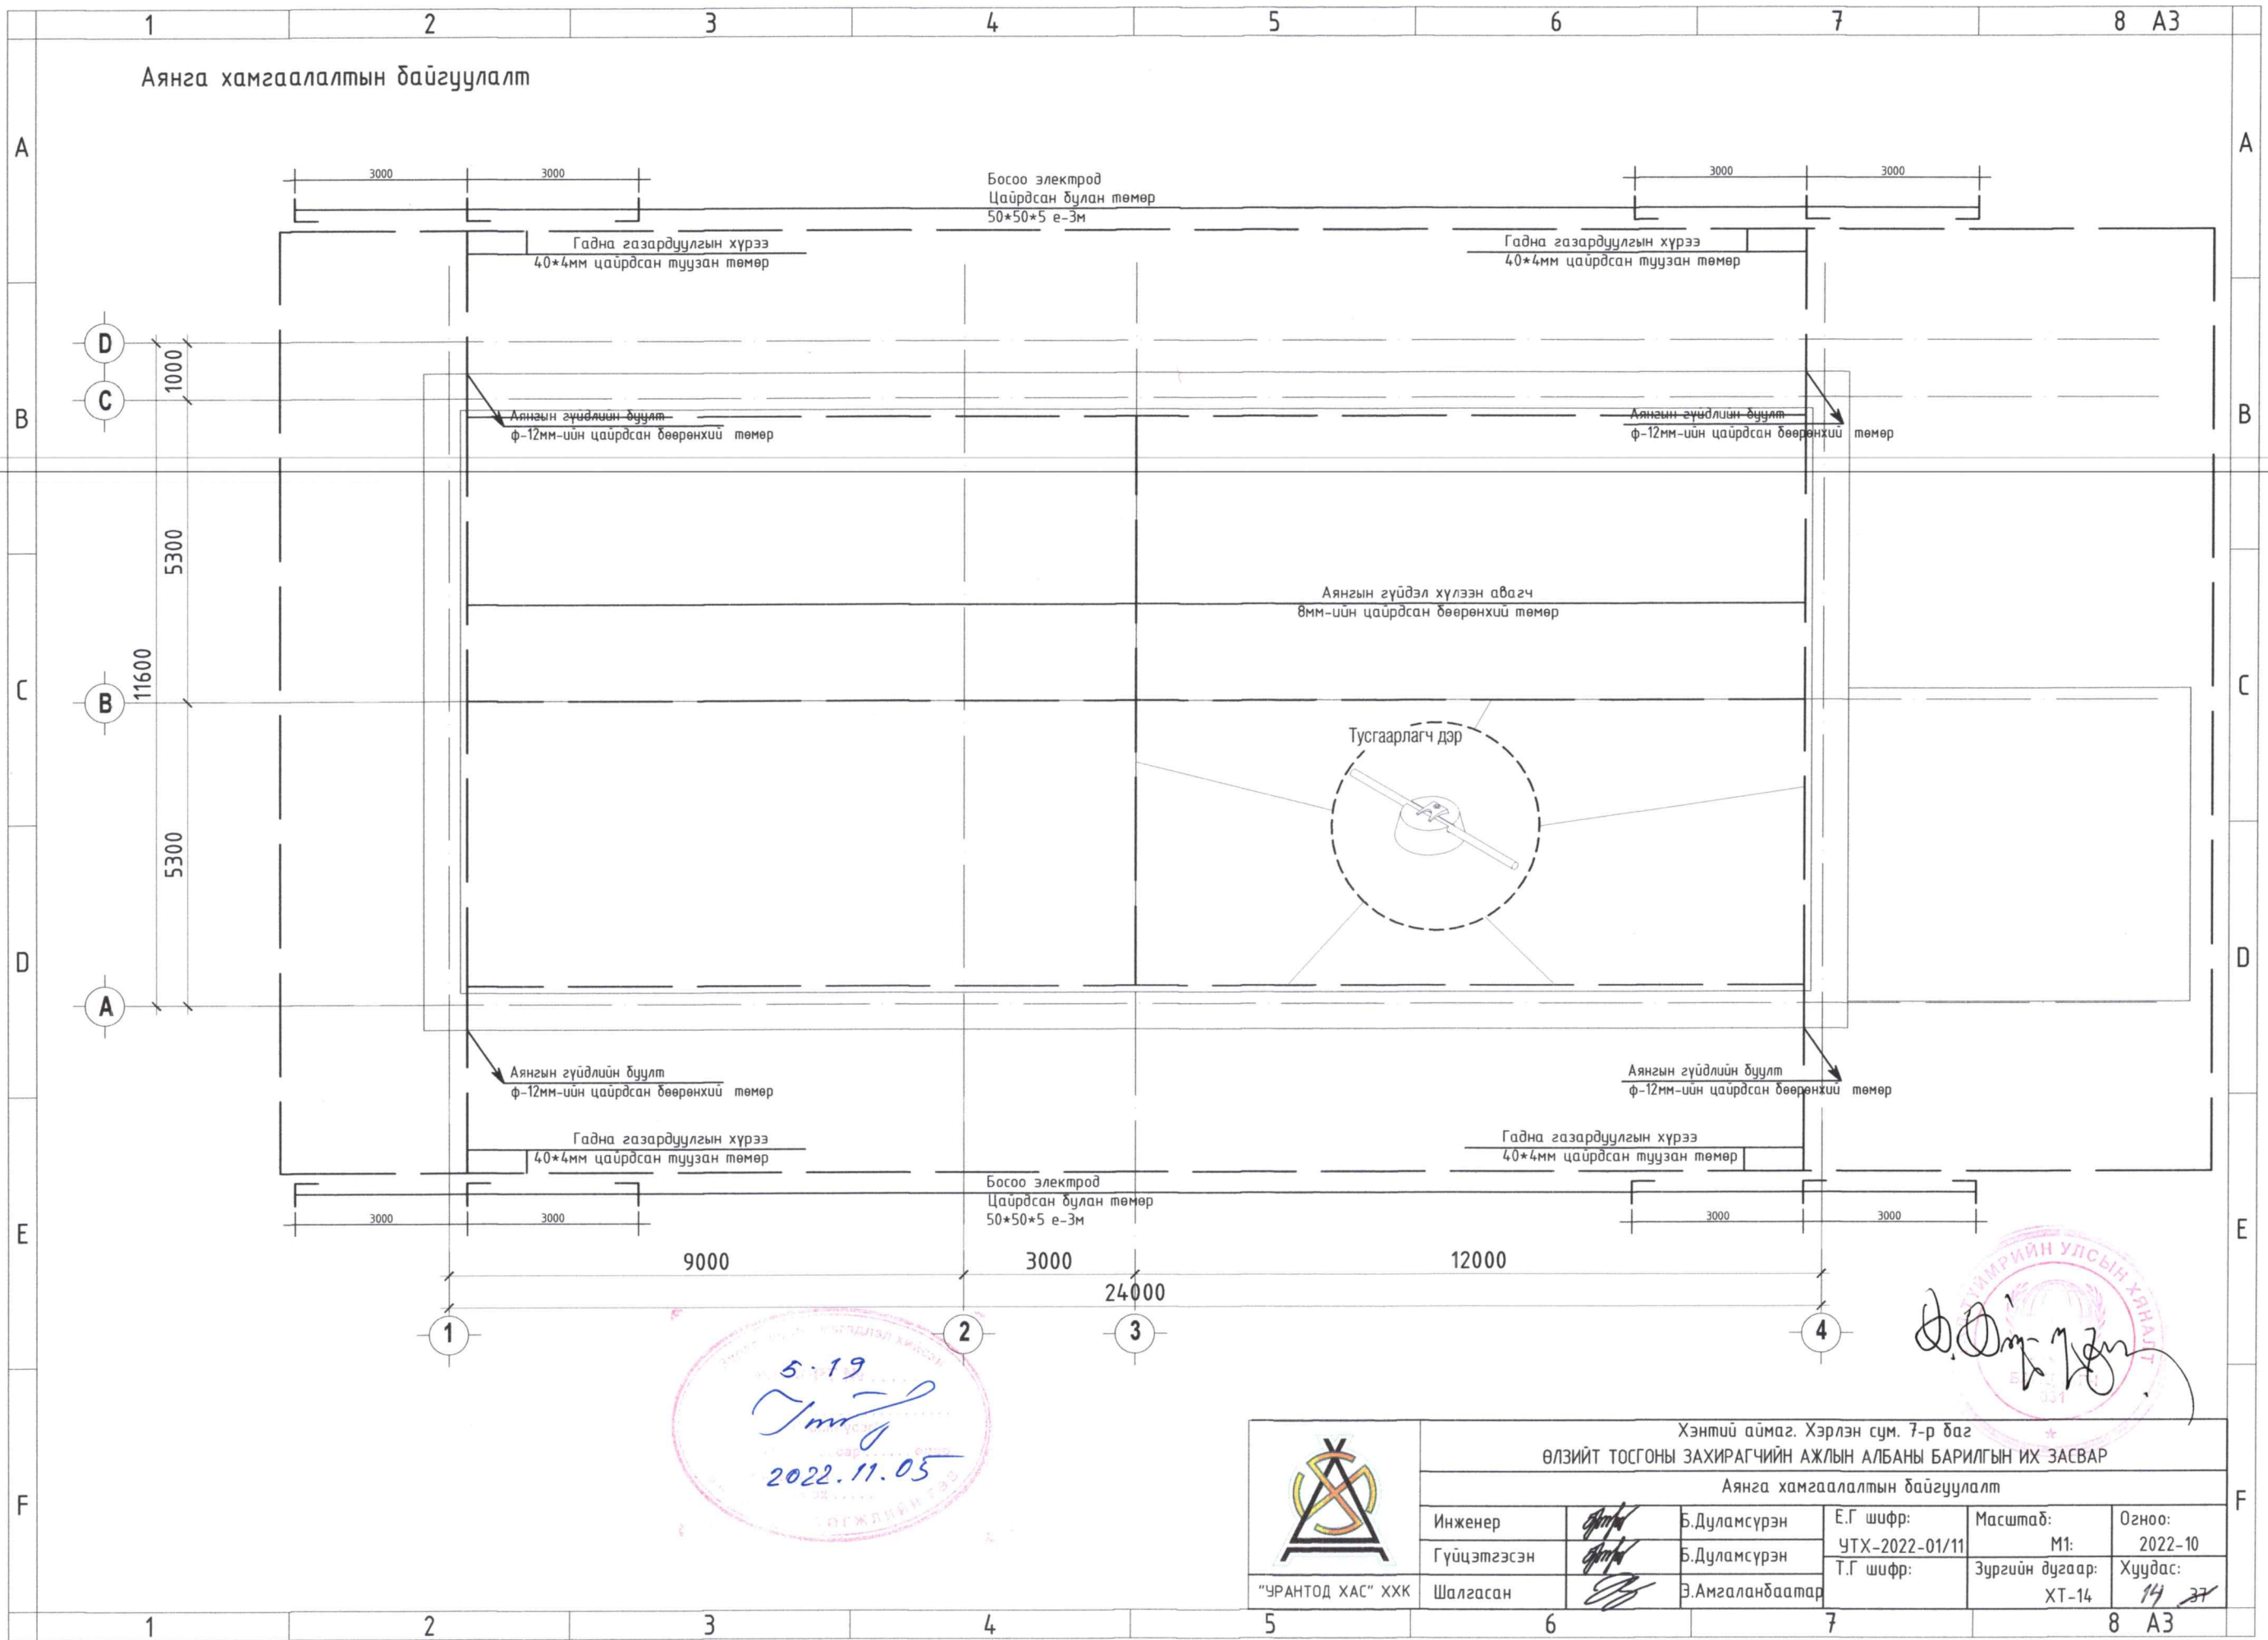 1 2 3 4 5 6 7 8 А3
Аянга хамгаалалтын байгуулалт
A A
3000 3000 3000 3000
Босоо электрод
Цайрдсан булан төмөр
50*50*5 е-3м
Гадна газардуулгын хүрээ
40*4мм цайрдсан туузан төмөр
Гадна газардуулгын хүрээ
40*4мм цайрдсан туузан төмөр
D
1000
C
B B
Аянгын гүйдлийн буулт
ф-12мм-ийн цайрдсан бөөрөнхий төмөр
Аянгын гүйдлийн буулт
ф-12мм-ийн цайрдсан бөөрөнхий төмөр
5300
Аянгын гүйдэл хүлээн авагч
8мм-ийн цайрдсан бөөрөнхий төмөр
11600
C C
B
Тусгаарлагч дэр
5300
D D
A
Аянгын гүйдлийн буулт
ф-12мм-ийн цайрдсан бөөрөнхий төмөр
Аянгын гүйдлийн буулт
ф-12мм-ийн цайрдсан бөөрөнхий төмөр
Гадна газардуулгын хүрээ
40*4мм цайрдсан туузан төмөр
Гадна газардуулгын хүрээ
40*4мм цайрдсан туузан төмөр
Босоо электрод
Цайрдсан булан төмөр
50*50*5 е-3м
3000 3000 3000 3000
E E
9000 3000 12000
24000
1 2 3 4
УЛСЫН ХЯНАЛТ
5.19
2022.11.05
Хэнтий аймаг. Хэрлэн сум. 7-р баг
ӨЛЗИЙТ ТОСГОНЫ ЗАХИРАГЧИЙН АЖЛЫН АЛБАНЫ БАРИЛГЫН ИХ ЗАСВАР
Аянга хамгаалалтын байгуулалт
F F
Инженер Б.Дуламсүрэн
Гүйцэтгэсэн Б.Дуламсүрэн
Шалгасан Э.Амгаланбаатар
Е.Г шифр:
УТХ-2022-01/11
Т.Г шифр:
Масштаб:
М1:
Зургийн дугаар:
ХТ-14
Огноо:
2022-10
Хуудас:
14 37
"УРАНТОД ХАС" ХХК
1 2 3 4 5 6 7 8 А3